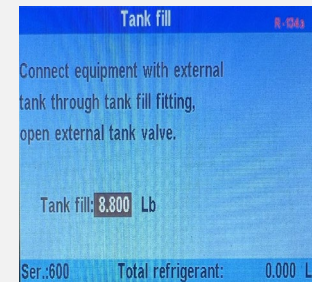 Tank fill
R-134a
Connect equipment with external
tank through tank fill fitting,
open external tank valve.
Tank fill: 8.800 Lb
Ser.:600 Total refrigerant: 0.000 L